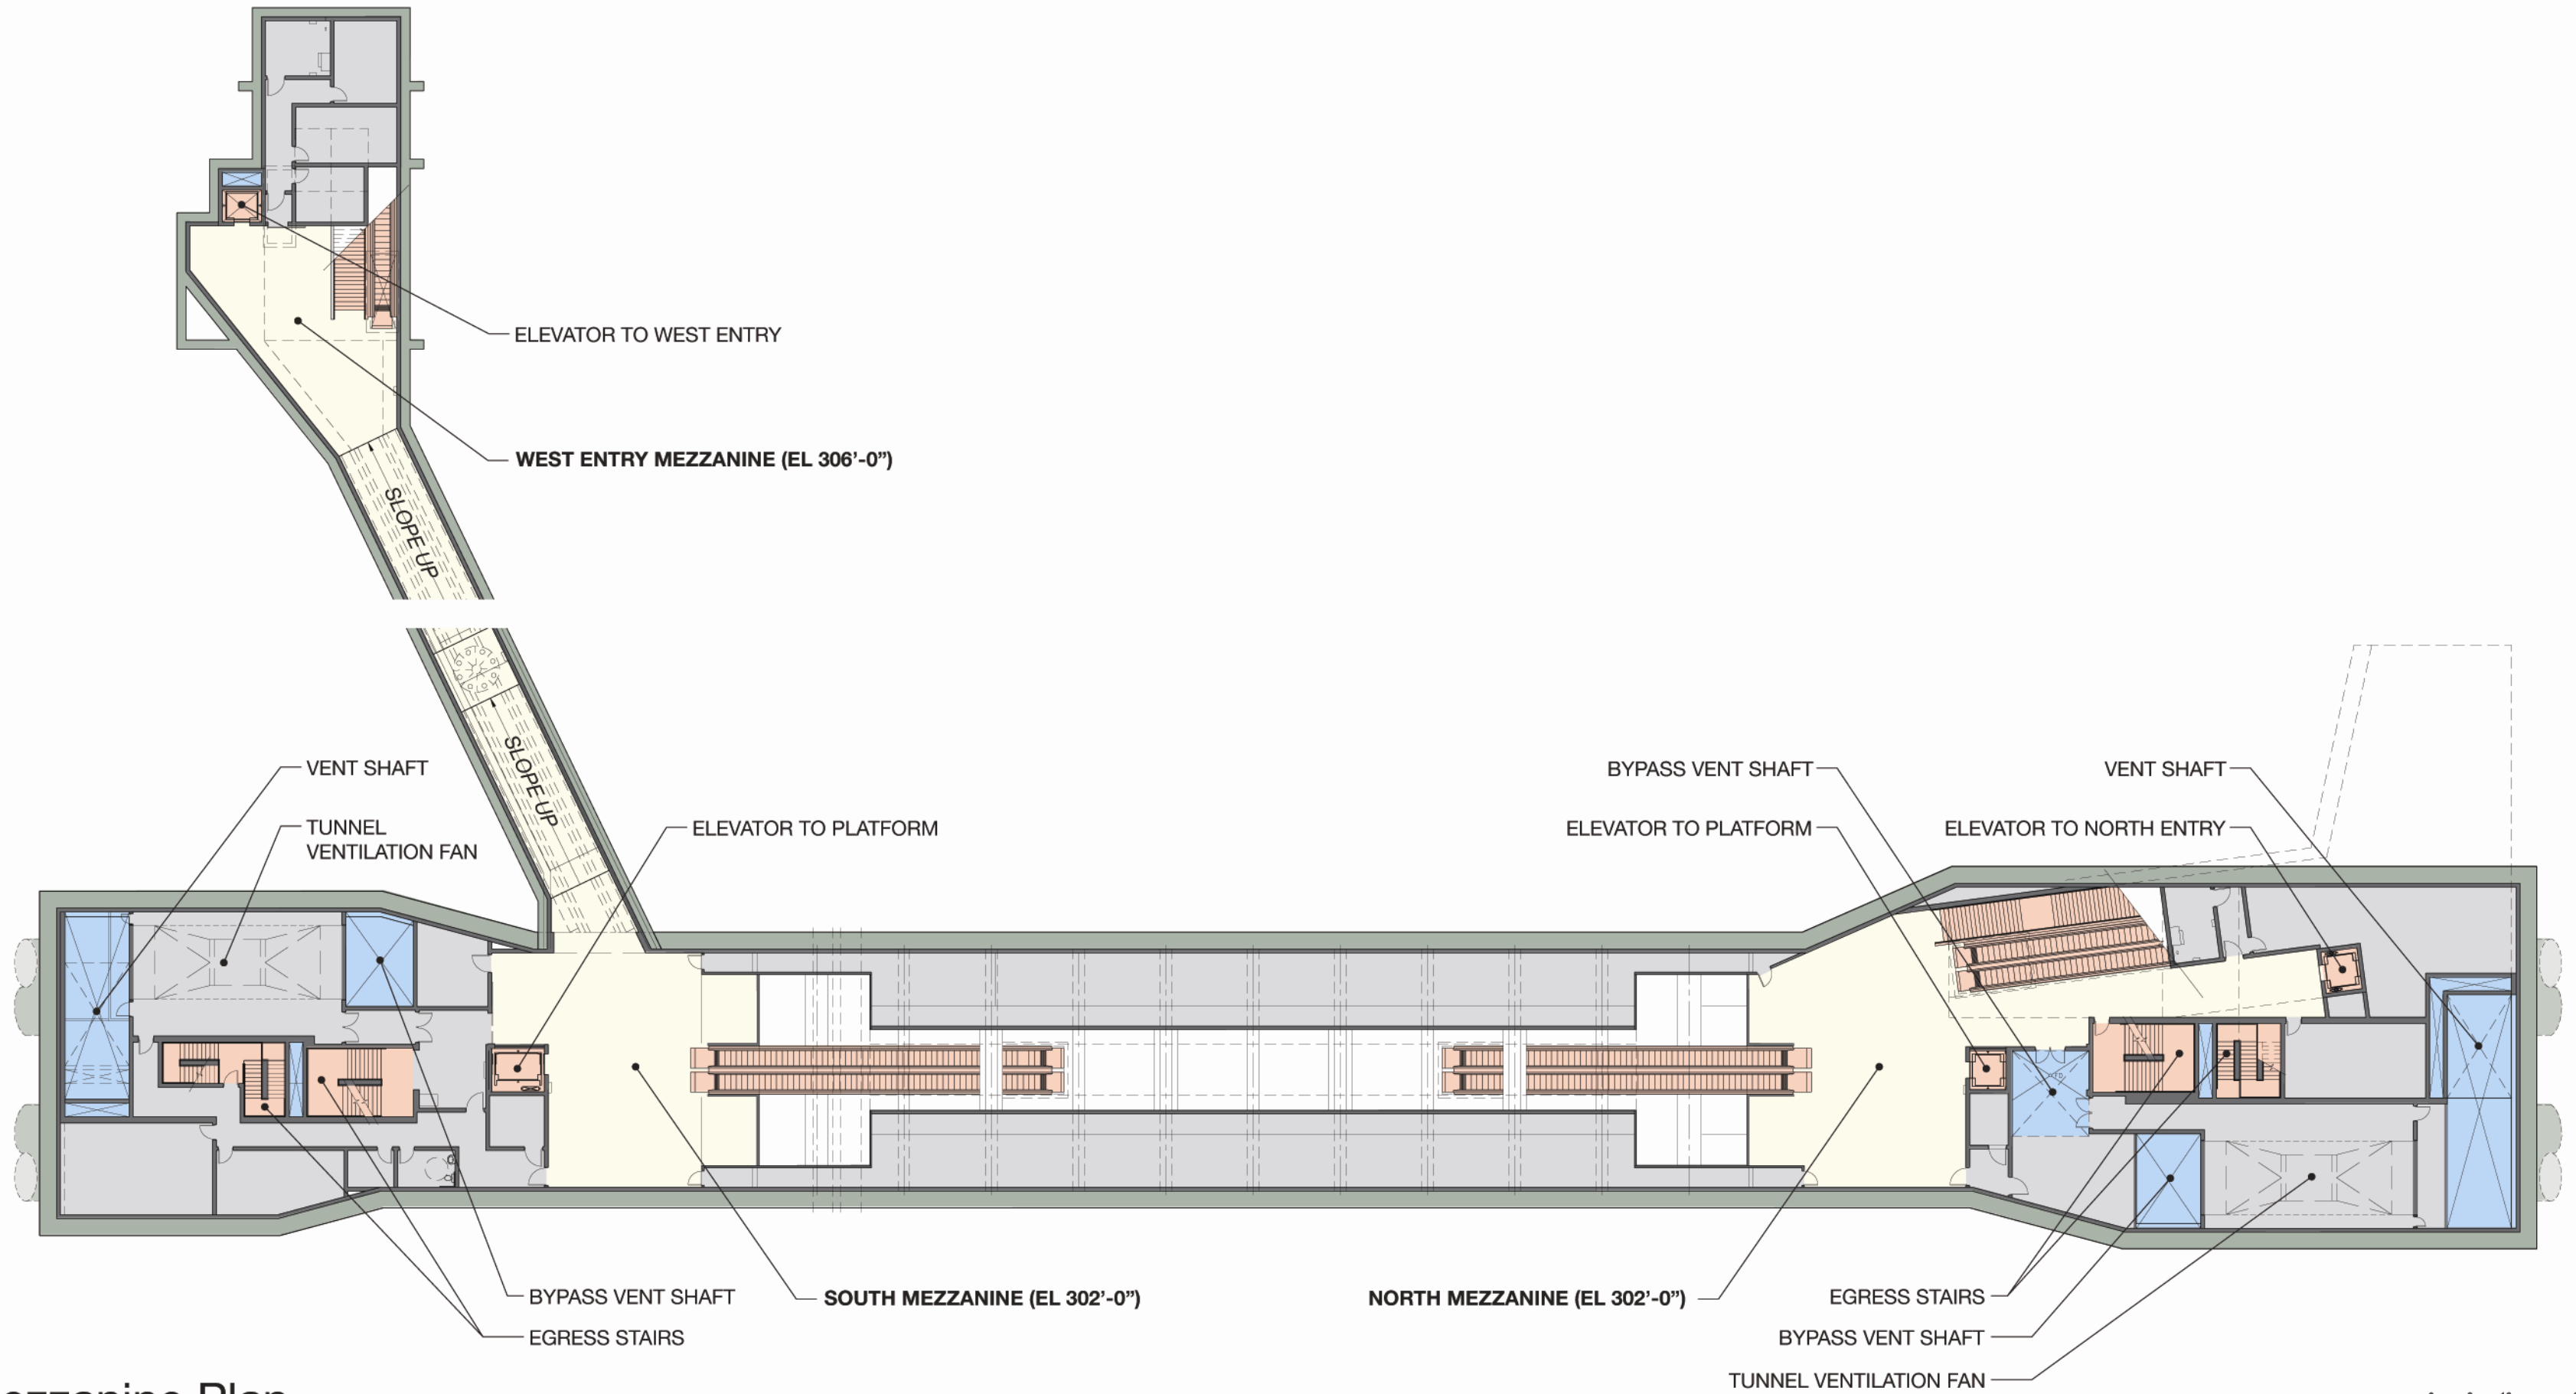 ELEVATOR TO WEST ENTRY
WEST ENTRY MEZZANINE (EL 306’-0”)
SLOPE UP
SLOPE UP
VENT SHAFT
TUNNEL
VENTILATION FAN
ELEVATOR TO PLATFORM
BYPASS VENT SHAFT
ELEVATOR TO PLATFORM
VENT SHAFT
ELEVATOR TO NORTH ENTRY
BYPASS VENT SHAFT
EGRESS STAIRS
SOUTH MEZZANINE (EL 302’-0”)
NORTH MEZZANINE (EL 302’-0”)
EGRESS STAIRS
BYPASS VENT SHAFT
TUNNEL VENTILATION FAN
Plan